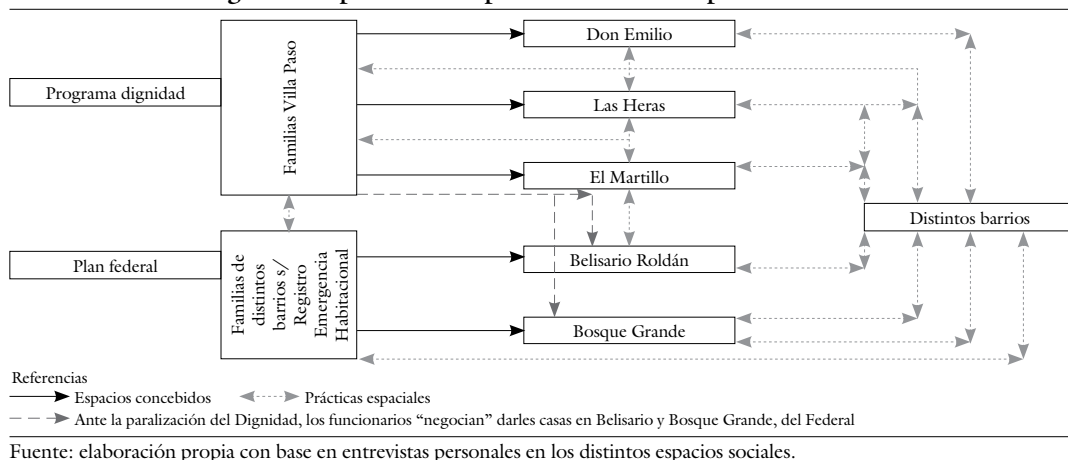 Programa dignidad
Familias Villa Paso
Don Emilio
Las Heras
El Martillo
Distintos barrios
Plan federal
Familias de
distintos
barrios s/
Registro
Emergencia
Habitacional
Belisario Roldán
Bosque Grande
Referencias
Espacios concebidos
Prácticas espaciales
Ante la paralización del Dignidad, los funcionarios “negocian” darles casas en Belisario y Bosque Grande, del Federal
Fuente: elaboración propia con base en entrevistas personales en los distintos espacios sociales.